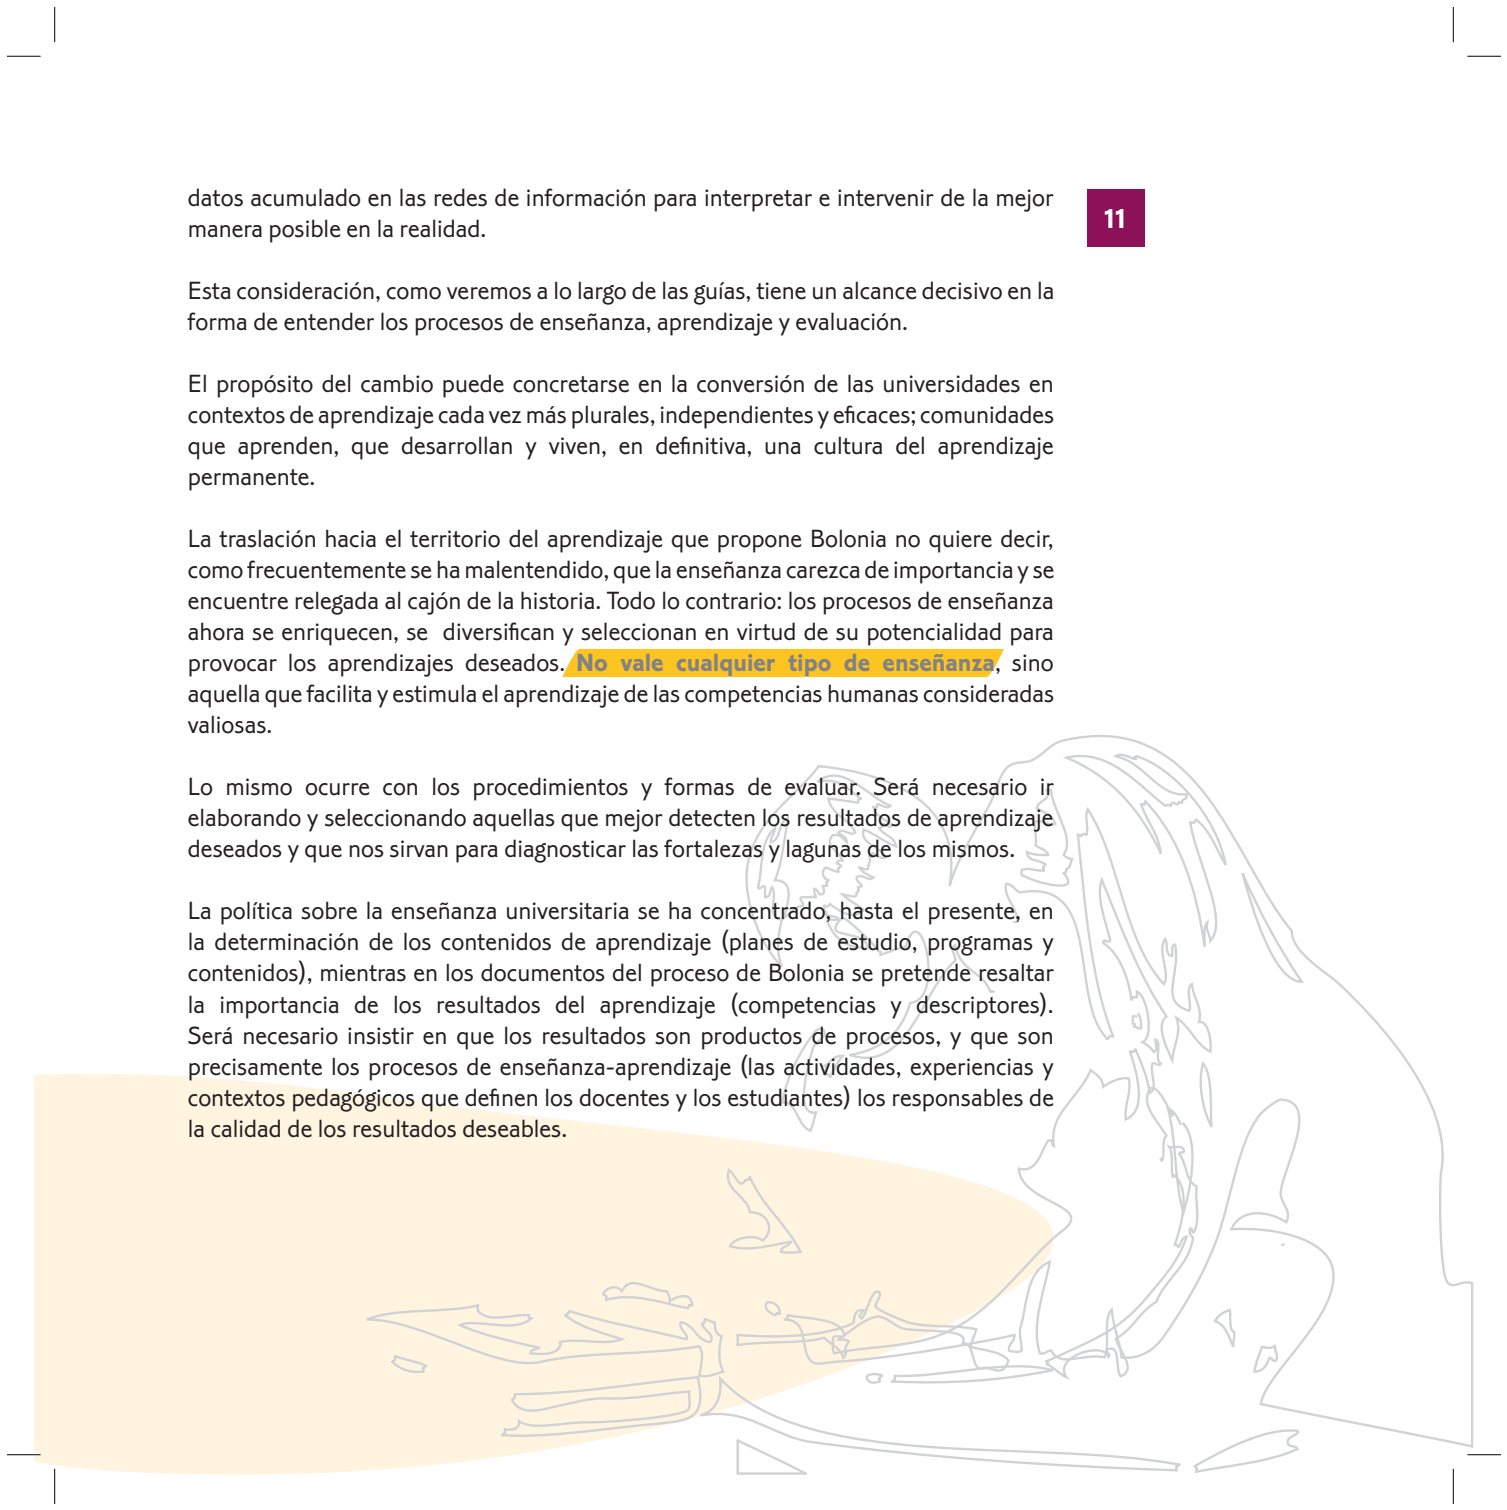 datos acumulado en las redes de información para interpretar e intervenir de la mejor
manera posible en la realidad.
11
Esta consideración, como veremos a lo largo de las guías, tiene un alcance decisivo en la
forma de entender los procesos de enseñanza, aprendizaje y evaluación.
El propósito del cambio puede concretarse en la conversión de las universidades en
contextos de aprendizaje cada vez más plurales, independientes y eficaces; comunidades
que aprenden, que desarrollan y viven, en definitiva, una cultura del aprendizaje
permanente.
La traslación hacia el territorio del aprendizaje que propone Bolonia no quiere decir,
como frecuentemente se ha malentendido, que la enseñanza carezca de importancia y se
encuentre relegada al cajón de la historia. Todo lo contrario: los procesos de enseñanza
ahora se enriquecen, se diversifican y seleccionan en virtud de su potencialidad para
provocar los aprendizajes deseados. No vale cualquier tipo de enseñanza, sino
aquella que facilita y estimula el aprendizaje de las competencias humanas consideradas
valiosas.
Lo mismo ocurre con los procedimientos y formas de evaluar. Será necesario ir
elaborando y seleccionando aquellas que mejor detecten los resultados de aprendizaje
deseados y que nos sirvan para diagnosticar las fortalezas y lagunas de los mismos.
La política sobre la enseñanza universitaria se ha concentrado, hasta el presente, en
la determinación de los contenidos de aprendizaje (planes de estudio, programas y
contenidos), mientras en los documentos del proceso de Bolonia se pretende resaltar
la importancia de los resultados del aprendizaje (competencias y descriptores).
Será necesario insistir en que los resultados son productos de procesos, y que son
precisamente los procesos de enseñanza-aprendizaje (las actividades, experiencias y
contextos pedagógicos que definen los docentes y los estudiantes) los responsables de
la calidad de los resultados deseables.